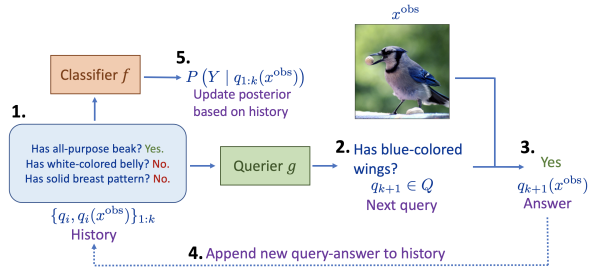 x^obs
5.
Classifier f
P(Y | q_{1:k}(x^obs))
Update posterior
based on history
1.
Has all-purpose beak? Yes.
Has white-colored belly? No.
Has solid breast pattern? No.
{q_i, q_i(x^obs)}_{1:k}
History
Querier g
2. Has blue-colored
wings?
q_{k+1} ∈ Q
Next query
3.
Yes
q_{k+1}(x^obs)
Answer
4. Append new query-answer to history